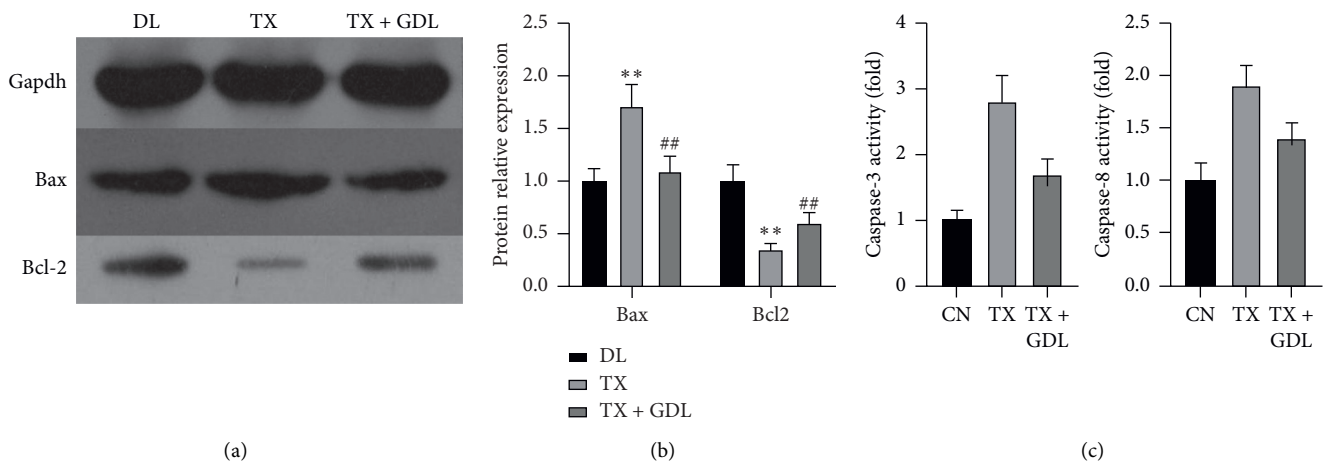 DL TX TX + GDL
Gapdh
Bax
Bcl-2
(a)
Protein relative expression
2.5
2.0
1.5
1.0
0.5
0.0
**
##
**
##
Bax Bcl2
DL
TX
TX + GDL
(b)
Caspase-3 activity (fold)
4
3
2
1
0
CN TX TX +
GDL
Caspase-8 activity (fold)
2.5
2.0
1.5
1.0
0.5
0.0
CN TX TX +
GDL
(c)